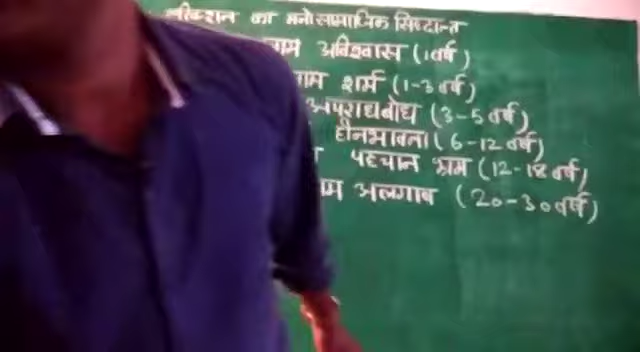 का मनोसामाजिक सिध्दान्त
अविश्वास (1वर्ष)
शर्म (1-3वर्ष)
अपराधबोध (3-5वर्ष)
हीनभावना (6-12वर्ष)
पहचान भ्रम (12-18वर्ष)
अलगाव (20-30वर्ष)